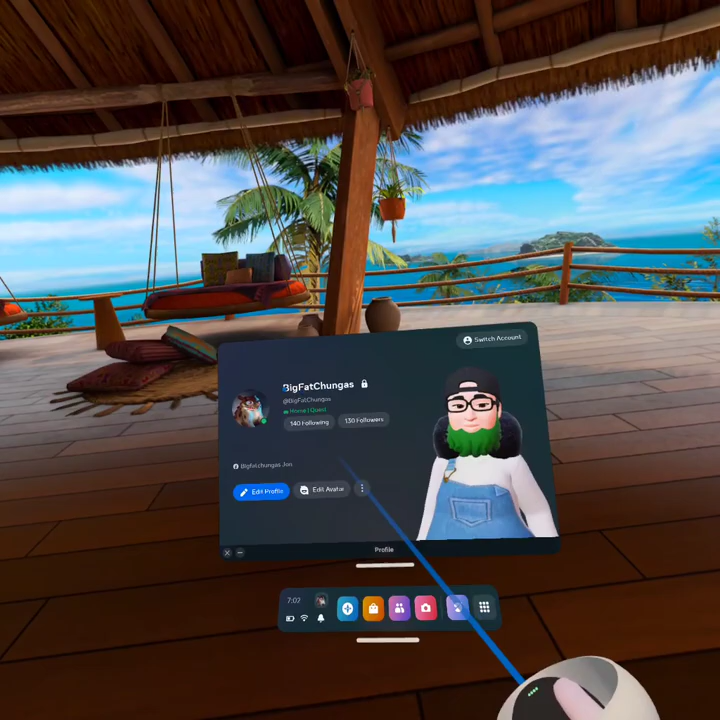 Switch Account
BigFatChungas
@BigFatChungas
Home | Quest
140 Following
130 Followers
Bigfatchungas Jon
Edit Profile
Edit Avatar
Profile
7:02